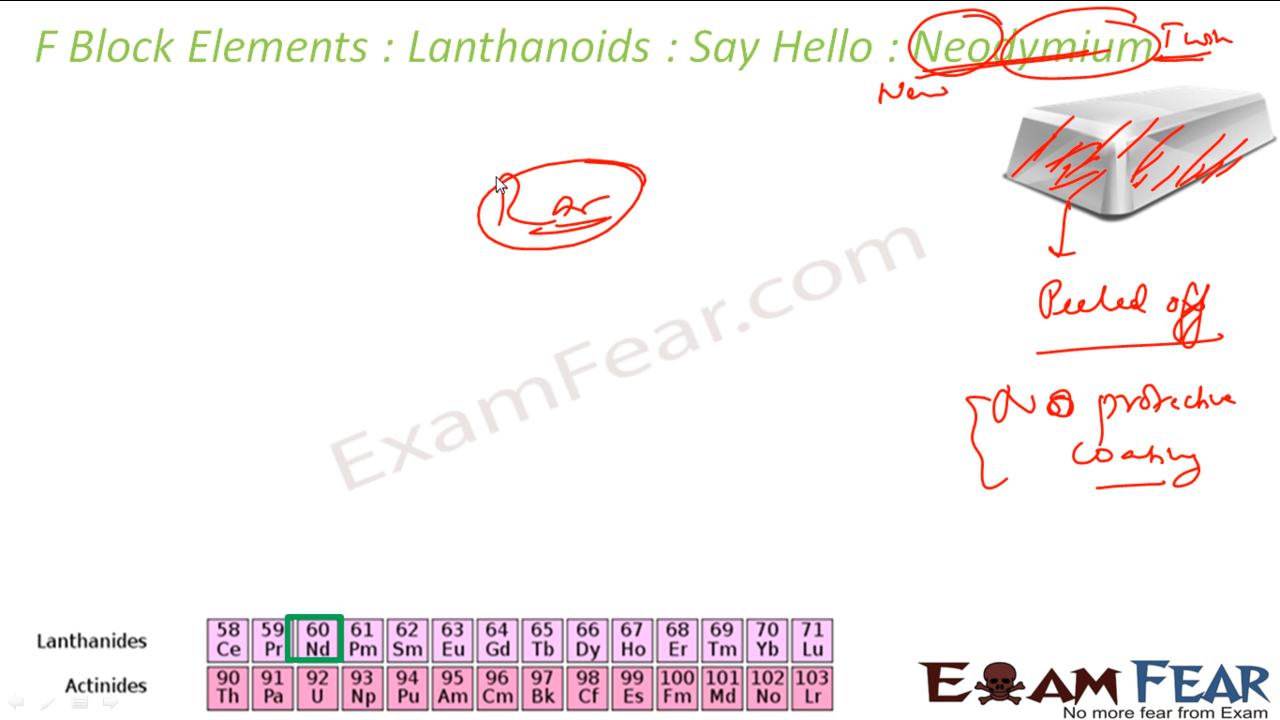 F Block Elements : Lanthanoids : Say Hello : Neodymium
Twin
New
Peeled off
No protective
coating
ExamFear.com
Lanthanides
58 59 60 61 62 63 64 65 66 67 68 69 70 71
Ce Pr Nd Pm Sm Eu Gd Tb Dy Ho Er Tm Yb Lu
Actinides
90 91 92 93 94 95 96 97 98 99 100 101 102 103
Th Pa U Np Pu Am Cm Bk Cf Es Fm Md No Lr
EXAM FEAR
No more fear from Exam